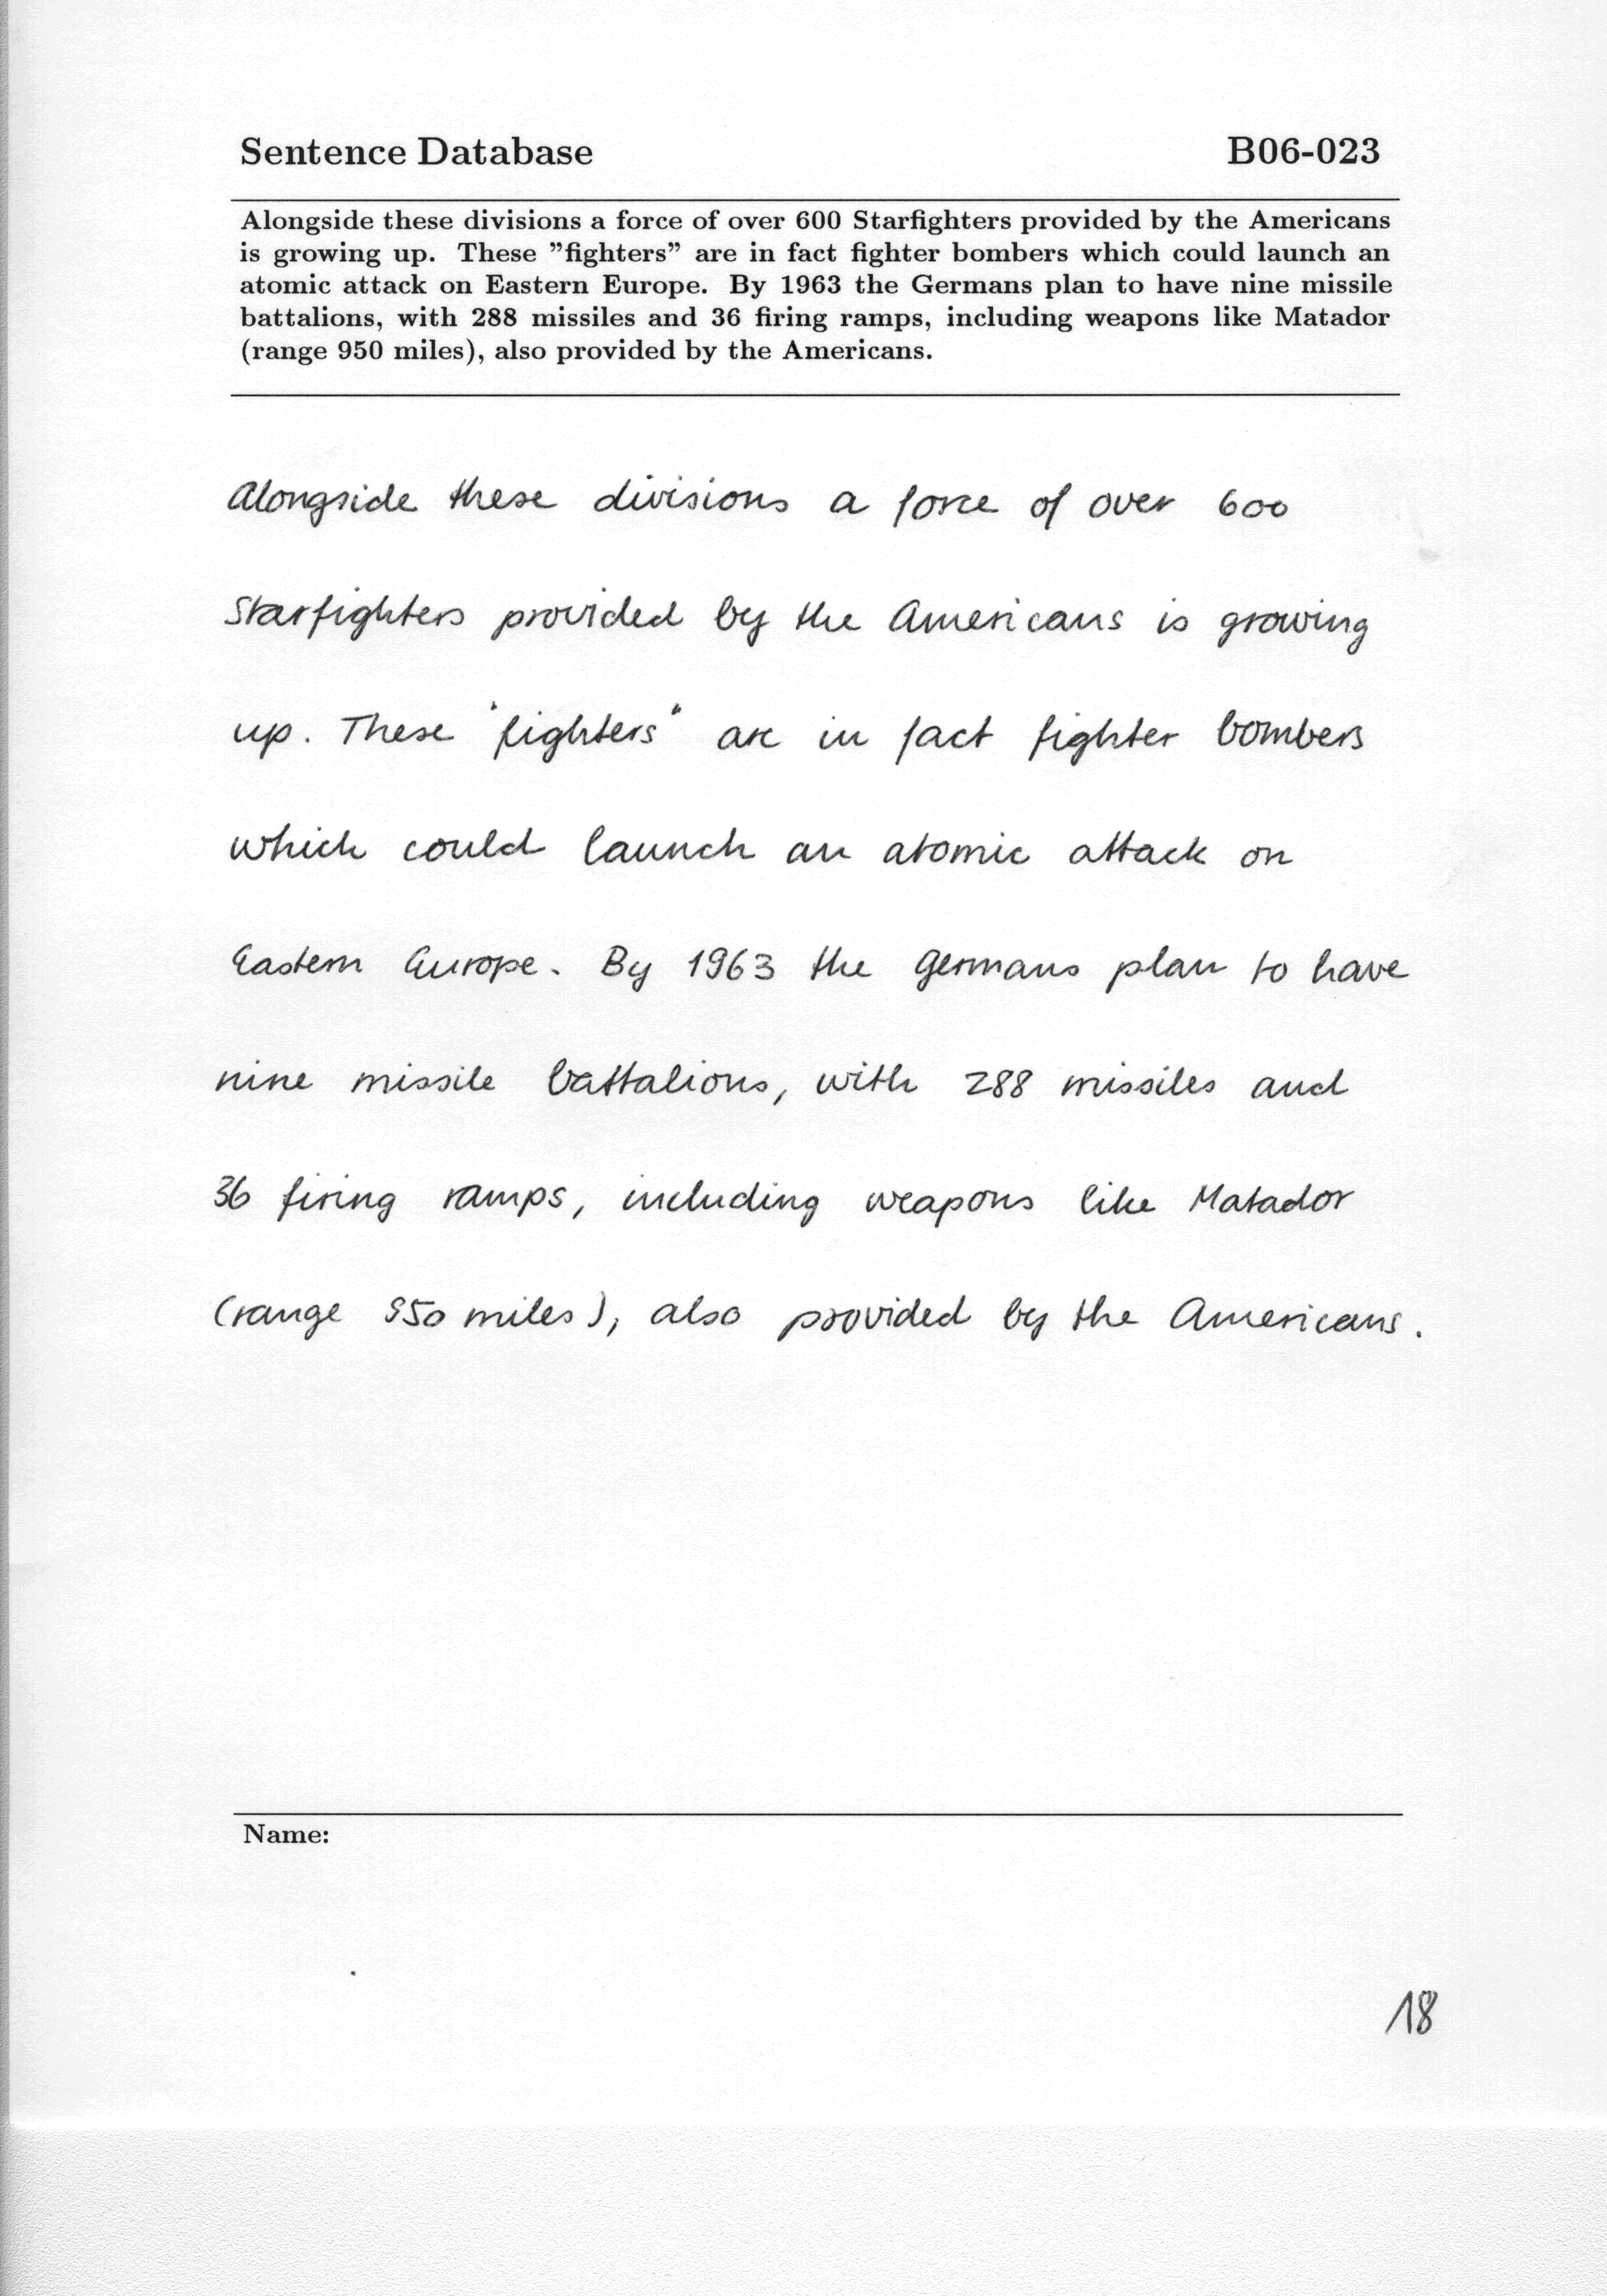 Sentence Database B06-023
Alongside these divisions a force of over 600 Starfighters provided by the Americans
is growing up. These "fighters" are in fact fighter bombers which could launch an
atomic attack on Eastern Europe. By 1963 the Germans plan to have nine missile
battalions, with 288 missiles and 36 firing ramps, including weapons like Matador
(range 950 miles), also provided by the Americans.
Alongside these divisions a force of over 600
Starfighters provided by the Americans is growing
up. These "fighters" are in fact fighter bombers
which could launch an atomic attack on
Eastern Europe. By 1963 the Germans plan to have
nine missile battalions, with 288 missiles and
36 firing ramps, including weapons like Matador
(range 950 miles), also provided by the Americans.
Name:
18